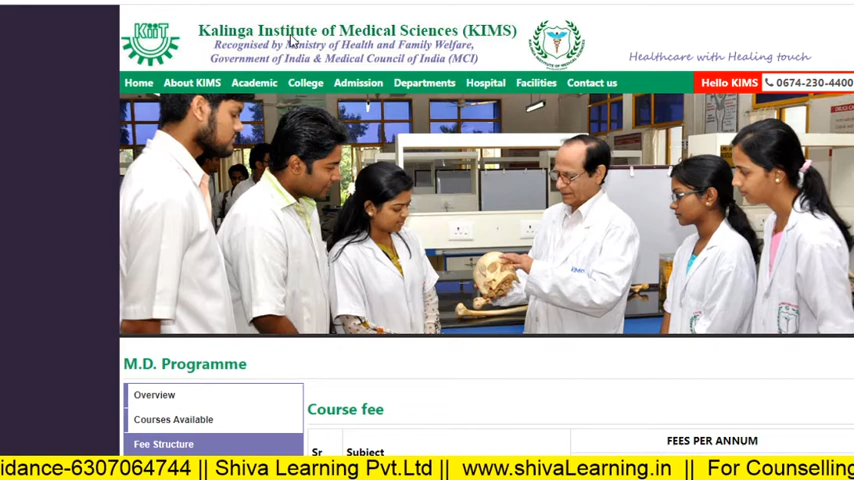 KIIT
Kalinga Institute of Medical Sciences (KIMS)
Recognised by Ministry of Health and Family Welfare,
Government of India & Medical Council of India (MCI)
Healthcare with Healing touch
Home About KIMS Academic College Admission Departments Hospital Facilities Contact us
Hello KIMS 0674-230-4400
M.D. Programme
Overview
Courses Available
Fee Structure
Course fee
FEES PER ANNUM
Sr Subject
idance-6307064744 || Shiva Learning Pvt.Ltd || www.shivaLearning.in || For Counselling